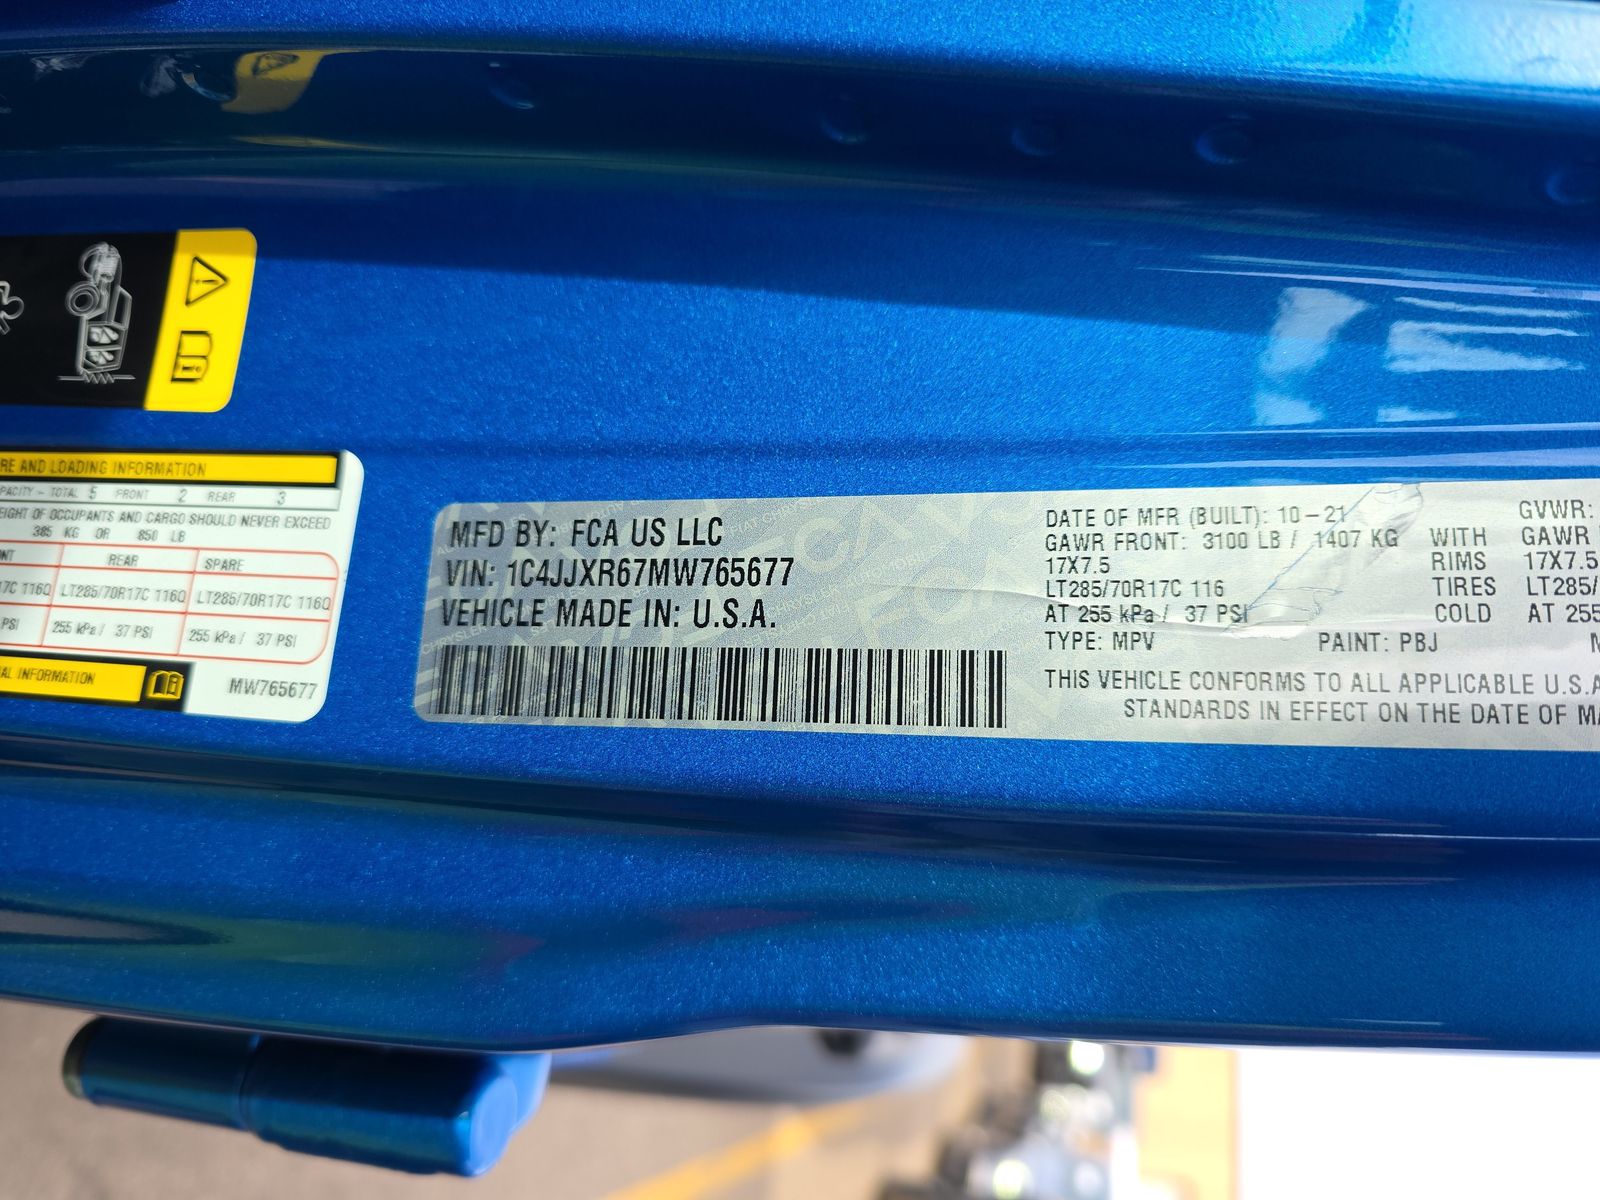 RE AND LOADING INFORMATION
PACITY - TOTAL 5 FRONT 2 REAR 3
EIGHT OF OCCUPANTS AND CARGO SHOULD NEVER EXCEED
385 KG OR 850 LB
NT REAR SPARE
17C 116Q LT285/70R17C 116Q LT285/70R17C 116Q
PSI 255 kPa / 37 PSI 255 kPa / 37 PSI
AL INFORMATION
MW765677
MFD BY: FCA US LLC
VIN: 1C4JJXR67MW765677
VEHICLE MADE IN: U.S.A.
DATE OF MFR (BUILT): 10-21 GVWR:
GAWR FRONT: 3100 LB / 1407 KG WITH GAWR
17X7.5 RIMS 17X7.5
LT285/70R17C 116 TIRES LT285/
AT 255 kPa / 37 PSI COLD AT 255
TYPE: MPV PAINT: PBJ M
THIS VEHICLE CONFORMS TO ALL APPLICABLE U.S.A
STANDARDS IN EFFECT ON THE DATE OF MA